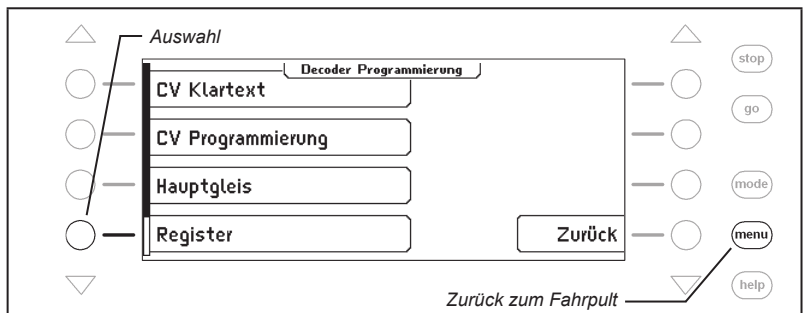 Auswahl
Decoder Programmierung
stop
CV Klartext
go
CV Programmierung
Hauptgleis
mode
Register
Zurück
menu
help
Zurück zum Fahrpult